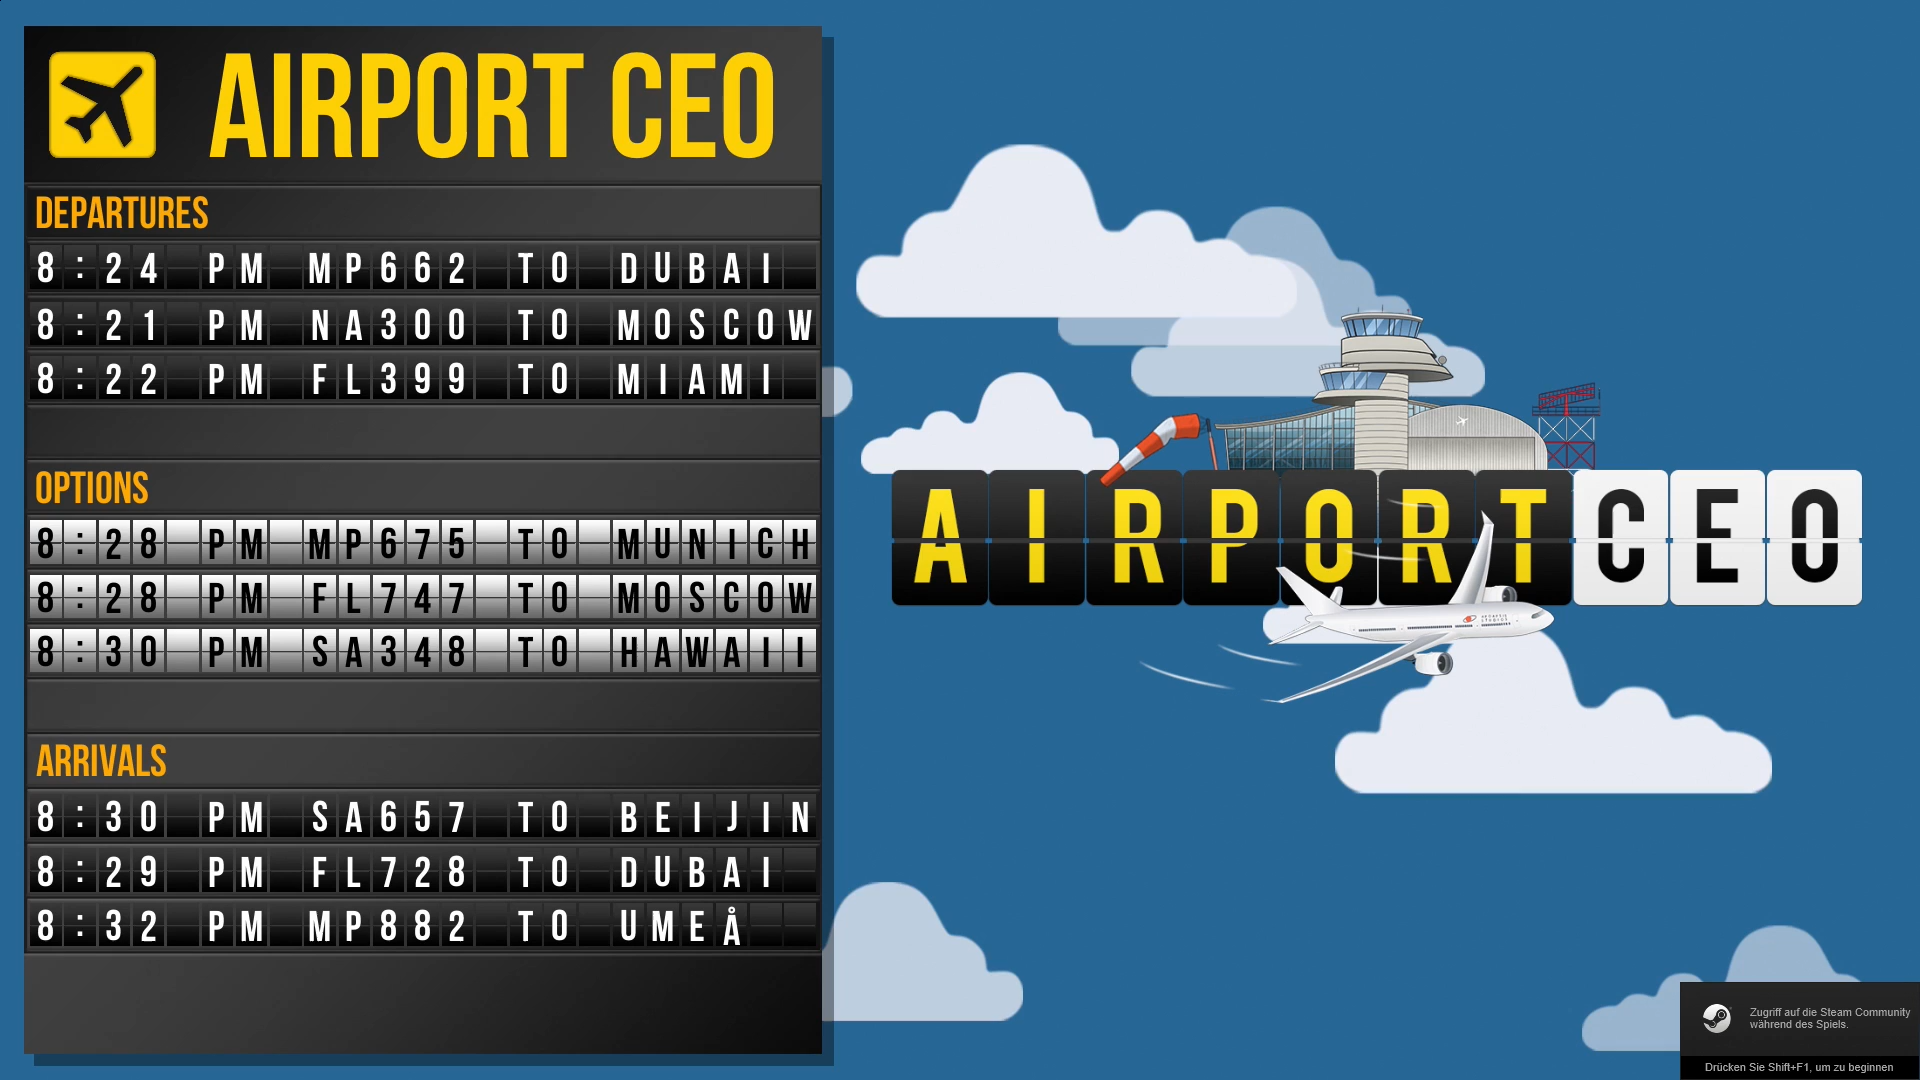 AIRPORT CEO
DEPARTURES
8:24 PM MP662 TO DUBAI
8:21 PM NA300 TO MOSCOW
8:22 PM FL399 TO MIAMI
OPTIONS
8:28 PM MP675 TO MUNICH
8:28 PM FL747 TO MOSCOW
8:30 PM SA348 TO HAWAII
ARRIVALS
8:30 PM SA657 TO BEIJIN
8:29 PM FL728 TO DUBAI
8:32 PM MP882 TO UMEÅ
AIRPORTCEO
Zugriff auf die Steam Community
während des Spiels.
Drücken Sie Shift+F1, um zu beginnen